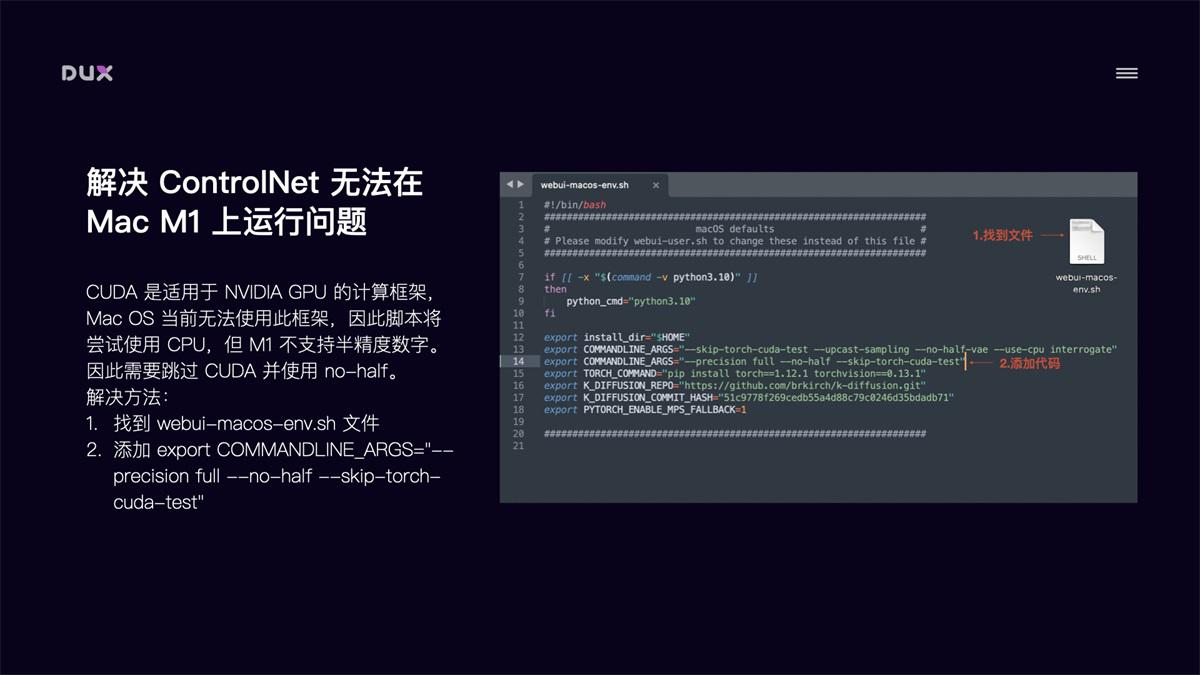 DUX
解决 ControlNet 无法在
Mac M1 上运行问题
CUDA 是适用于 NVIDIA GPU 的计算框架，
Mac OS 当前无法使用此框架，因此脚本将
尝试使用 CPU，但 M1 不支持半精度数字。
因此需要跳过 CUDA 并使用 no-half。
解决方法：
1. 找到 webui-macos-env.sh 文件
2. 添加 export COMMANDLINE_ARGS="--
precision full --no-half --skip-torch-
cuda-test"
webui-macos-env.sh ×
1 #!/bin/bash
2 ####################################################################
3 # macOS defaults #
4 # Please modify webui-user.sh to change these instead of this file #
5 ####################################################################
6
7 if [[ -x "$(command -v python3.10)" ]]
8 then
9 python_cmd="python3.10"
10 fi
11
12 export install_dir="$HOME"
13 export COMMANDLINE_ARGS="--skip-torch-cuda-test --upcast-sampling --no-half-vae --use-cpu interrogate"
14 export COMMANDLINE_ARGS="--precision full --no-half --skip-torch-cuda-test"
15 export TORCH_COMMAND="pip install torch==1.12.1 torchvision==0.13.1"
16 export K_DIFFUSION_REPO="https://github.com/brkirch/k-diffusion.git"
17 export K_DIFFUSION_COMMIT_HASH="51c9778f269cedb55a4d88c79c0246d35bdadb71"
18 export PYTORCH_ENABLE_MPS_FALLBACK=1
19
20 ####################################################################
21
1.找到文件
SHELL
webui-macos-
env.sh
2.添加代码